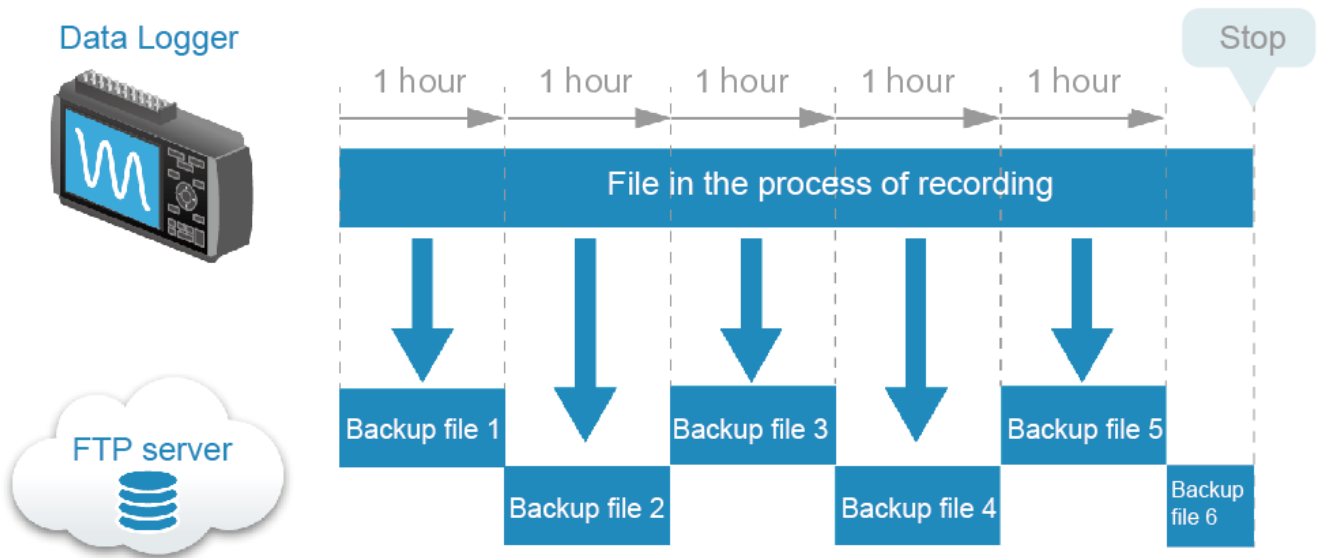 Data Logger
Stop
1 hour
1 hour
1 hour
1 hour
1 hour
File in the process of recording
FTP server
Backup file 1
Backup file 3
Backup file 5
Backup file 2
Backup file 4
Backup
file 6